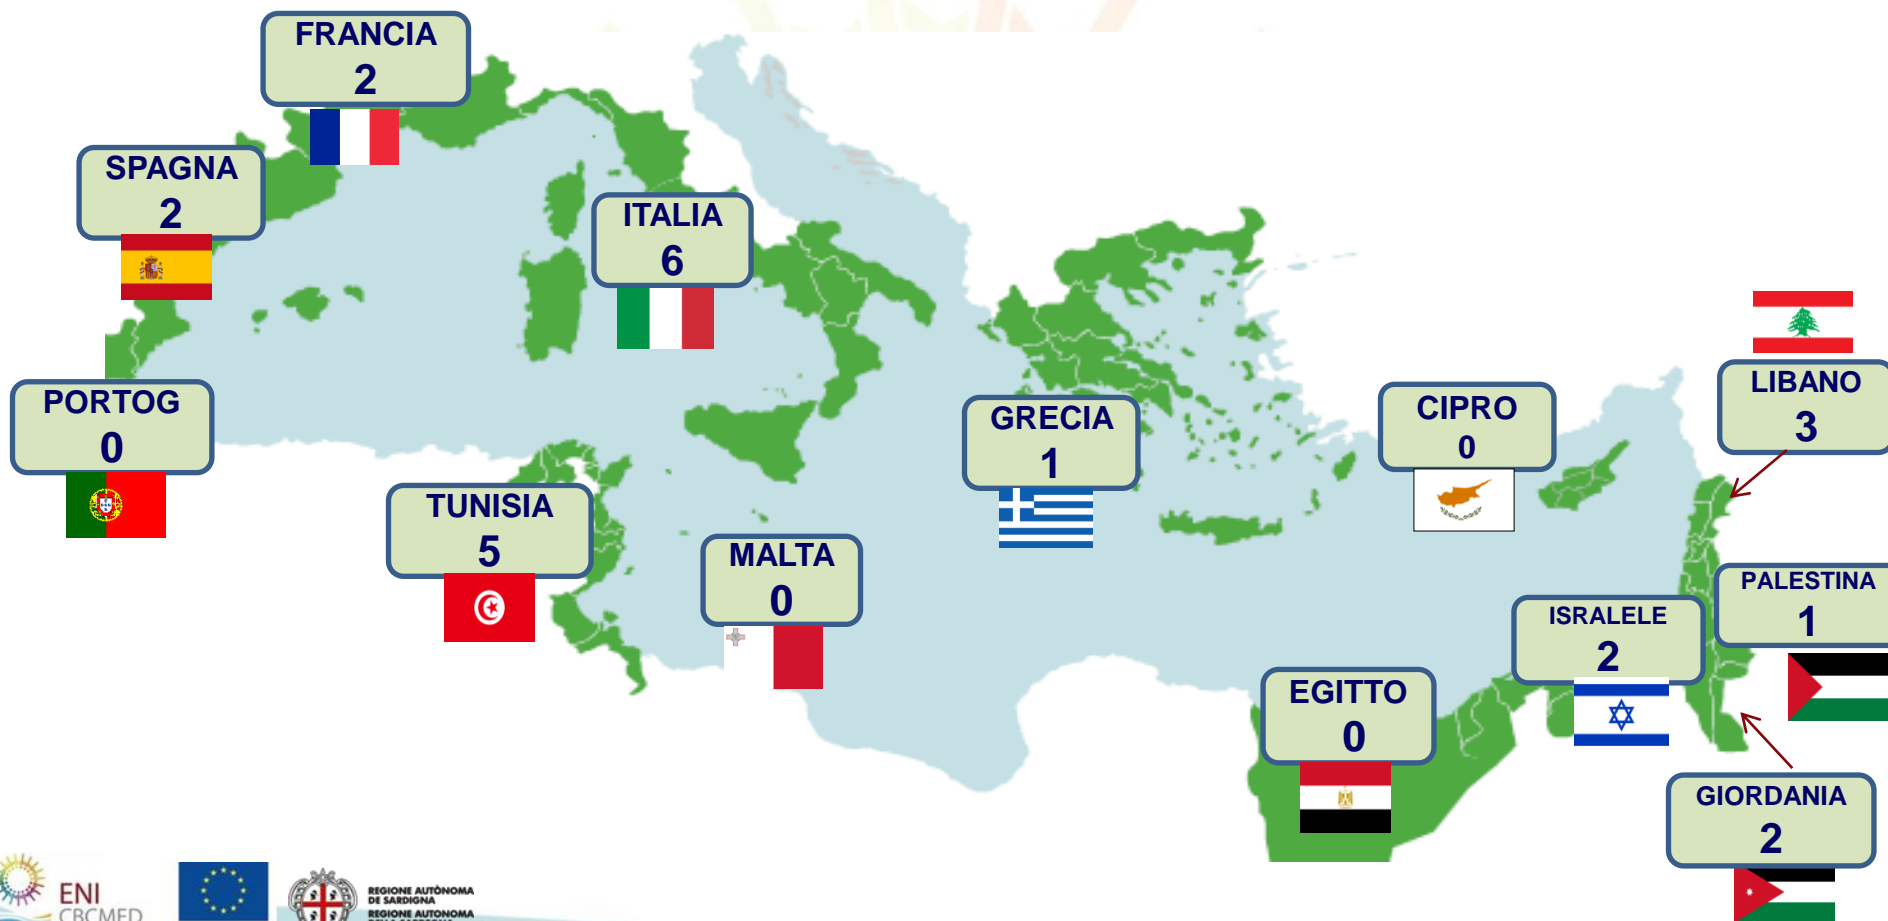 FRANCIA
2
SPAGNA
2
ITALIA
6
LIBANO
3
PORTOG
0
CIPRO
0
GRECIA
1
TUNISIA
5
MALTA
0
PALESTINA
1
ISRALELE
2
EGITTO
0
GIORDANIA
2
ENI
CBCMED
REGIONE AUTÒNOMA
DE SARDIGNA
REGIONE AUTONOMA